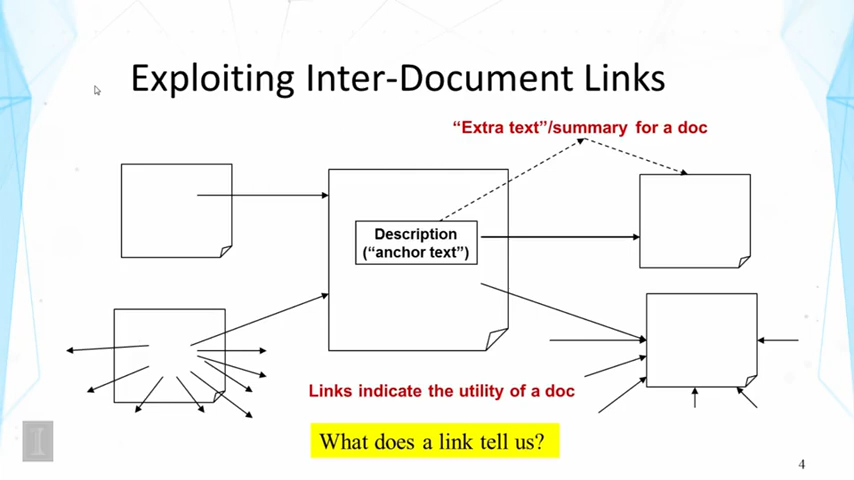 Exploiting Inter-Document Links
“Extra text”/summary for a doc
Description
(“anchor text”)
Links indicate the utility of a doc
What does a link tell us?
4